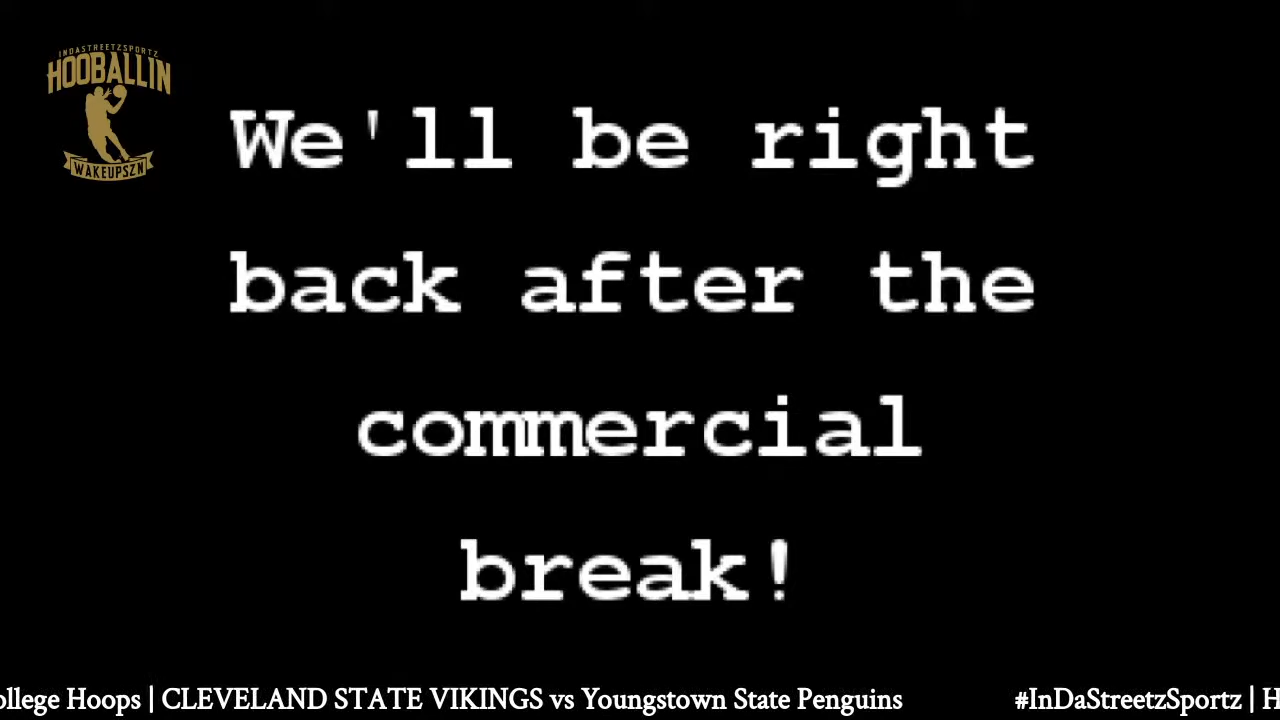 INDASTREETZSPORTZ
HOOBALLIN
WAKEUPSZN
We'll be right
back after the
commercial
break!
ollege Hoops | CLEVELAND STATE VIKINGS vs Youngstown State Penguins #InDaStreetzSportz | H